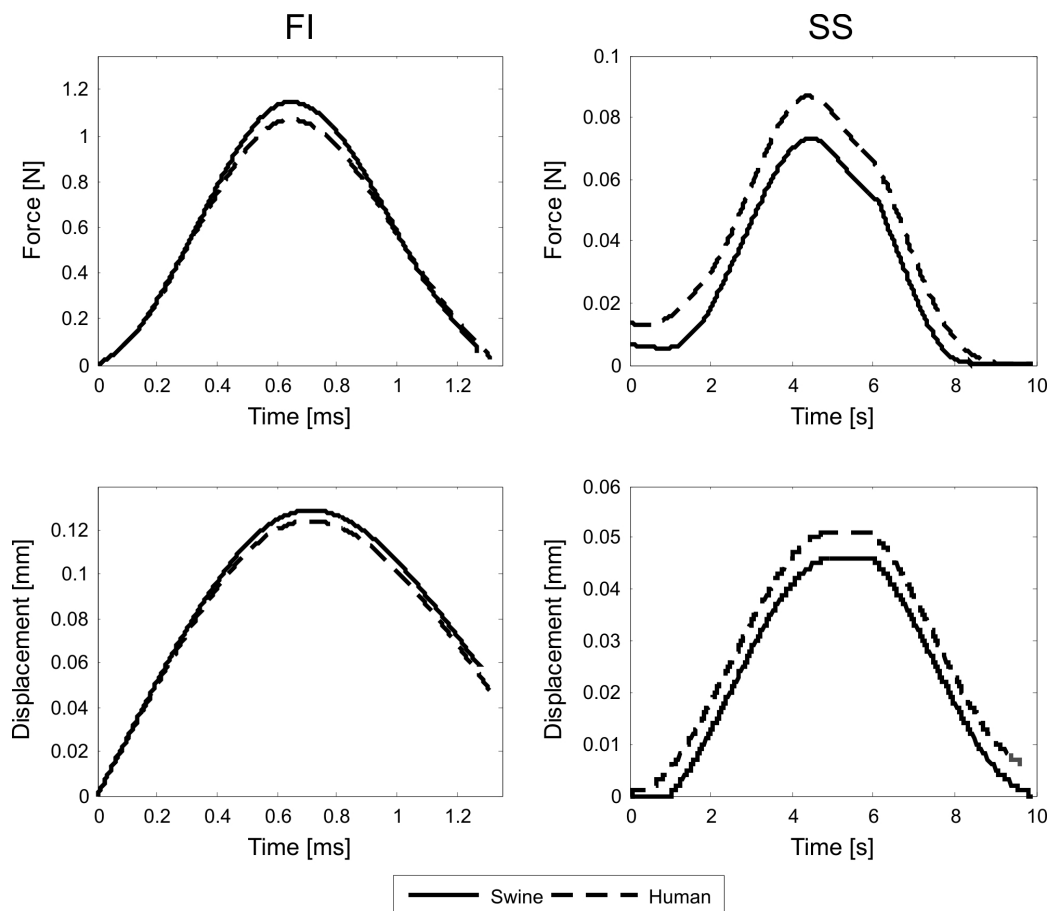 FI
SS
1.2
1
0.8
0.6
0.4
0.2
0
Force [N]
0 0.2 0.4 0.6 0.8 1 1.2
Time [ms]
0.1
0.08
0.06
0.04
0.02
0
Force [N]
0 2 4 6 8 10
Time [s]
0.12
0.1
0.08
0.06
0.04
0.02
0
Displacement [mm]
0 0.2 0.4 0.6 0.8 1 1.2
Time [ms]
0.06
0.05
0.04
0.03
0.02
0.01
0
Displacement [mm]
0 2 4 6 8 10
Time [s]
Swine Human